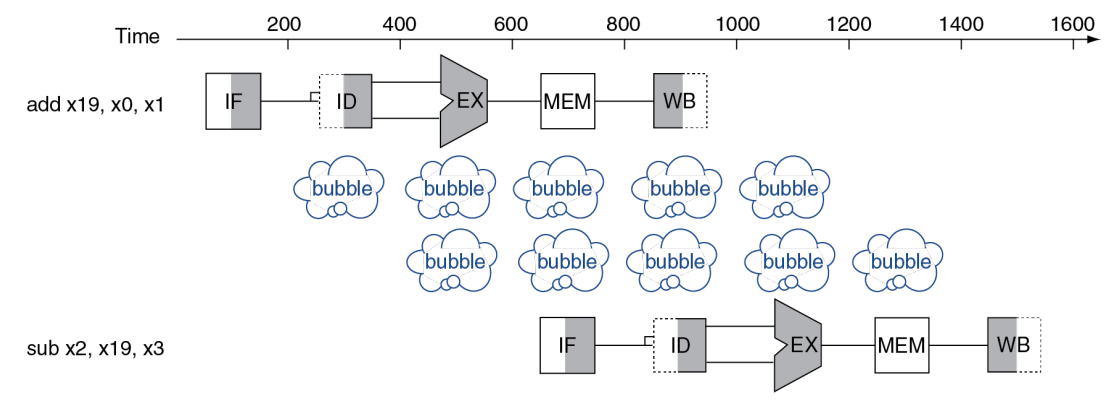 Time 200 400 600 800 1000 1200 1400 1600
add x19, x0, x1 IF ID EX MEM WB
bubble bubble bubble bubble bubble
bubble bubble bubble bubble bubble
sub x2, x19, x3 IF ID EX MEM WB